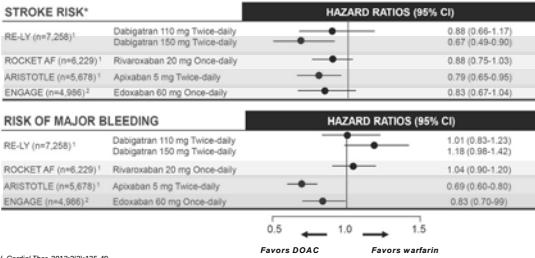 STROKE RISK* HAZARD RATIOS (95% CI)
RE-LY (n=7,258)¹ Dabigatran 110 mg Twice-daily 0.88 (0.66-1.17)
Dabigatran 150 mg Twice-daily 0.67 (0.49-0.90)
ROCKET AF (n=6,229)¹ Rivaroxaban 20 mg Once-daily 0.88 (0.75-1.03)
ARISTOTLE (n=5,678)¹ Apixaban 5 mg Twice-daily 0.79 (0.65-0.95)
ENGAGE (n=4,986)² Edoxaban 60 mg Once-daily 0.83 (0.67-1.04)
RISK OF MAJOR BLEEDING HAZARD RATIOS (95% CI)
RE-LY (n=7,258)¹ Dabigatran 110 mg Twice-daily 1.01 (0.83-1.23)
Dabigatran 150 mg Twice-daily 1.18 (0.98-1.42)
ROCKET AF (n=6,229)¹ Rivaroxaban 20 mg Once-daily 1.04 (0.90-1.20)
ARISTOTLE (n=5,678)¹ Apixaban 5 mg Twice-daily 0.69 (0.60-0.80)
ENGAGE (n=4,986)² Edoxaban 60 mg Once-daily 0.83 (0.70-99)
0.5 1.0 1.5
Favors DOAC Favors warfarin